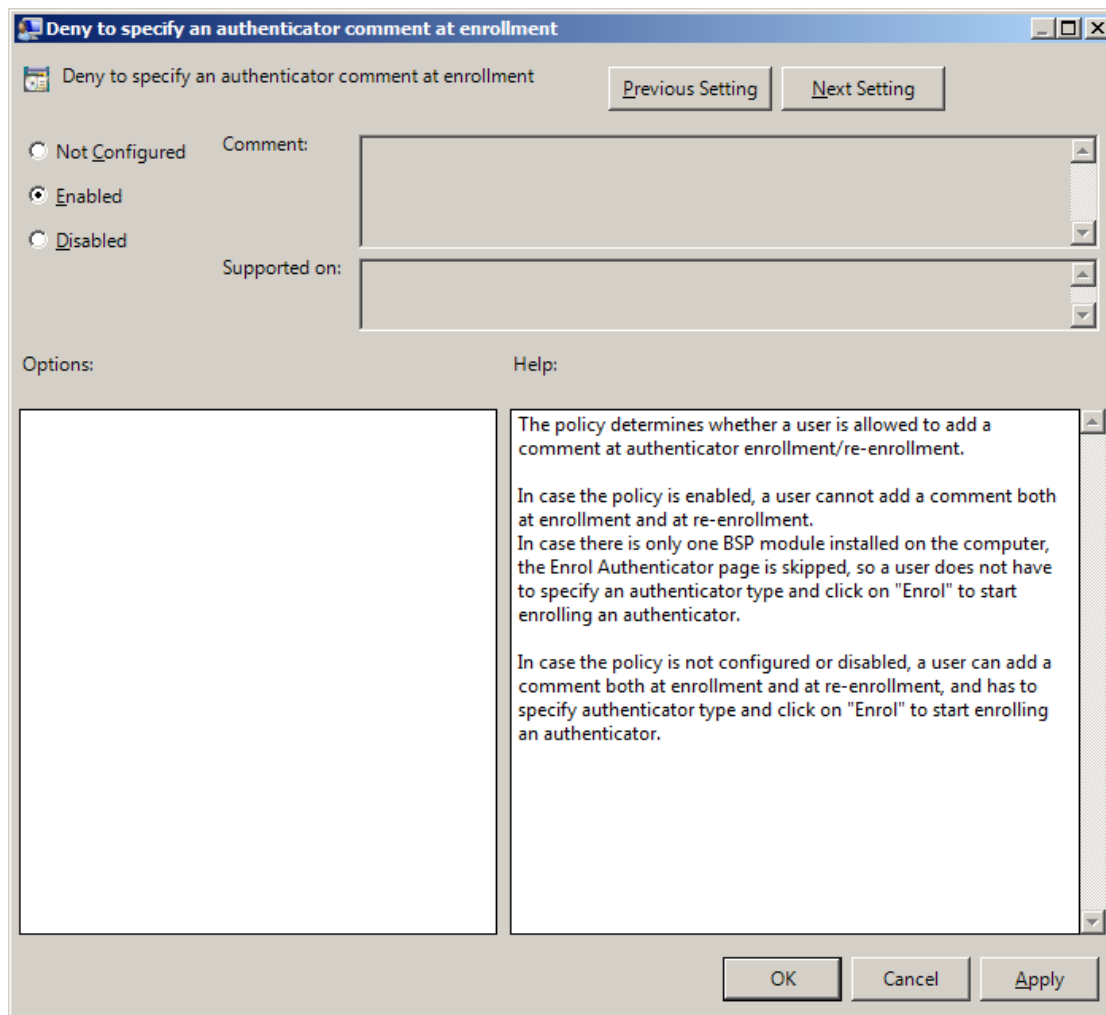 Deny to specify an authenticator comment at enrollment
Deny to specify an authenticator comment at enrollment
Previous Setting
Next Setting
Not Configured
Comment:
Enabled
Disabled
Supported on:
Options:
Help:
The policy determines whether a user is allowed to add a
comment at authenticator enrollment/re-enrollment.
In case the policy is enabled, a user cannot add a comment both
at enrollment and at re-enrollment.
In case there is only one BSP module installed on the computer,
the Enrol Authenticator page is skipped, so a user does not have
to specify an authenticator type and click on "Enrol" to start
enrolling an authenticator.
In case the policy is not configured or disabled, a user can add a
comment both at enrollment and at re-enrollment, and has to
specify authenticator type and click on "Enrol" to start enrolling
an authenticator.
OK
Cancel
Apply